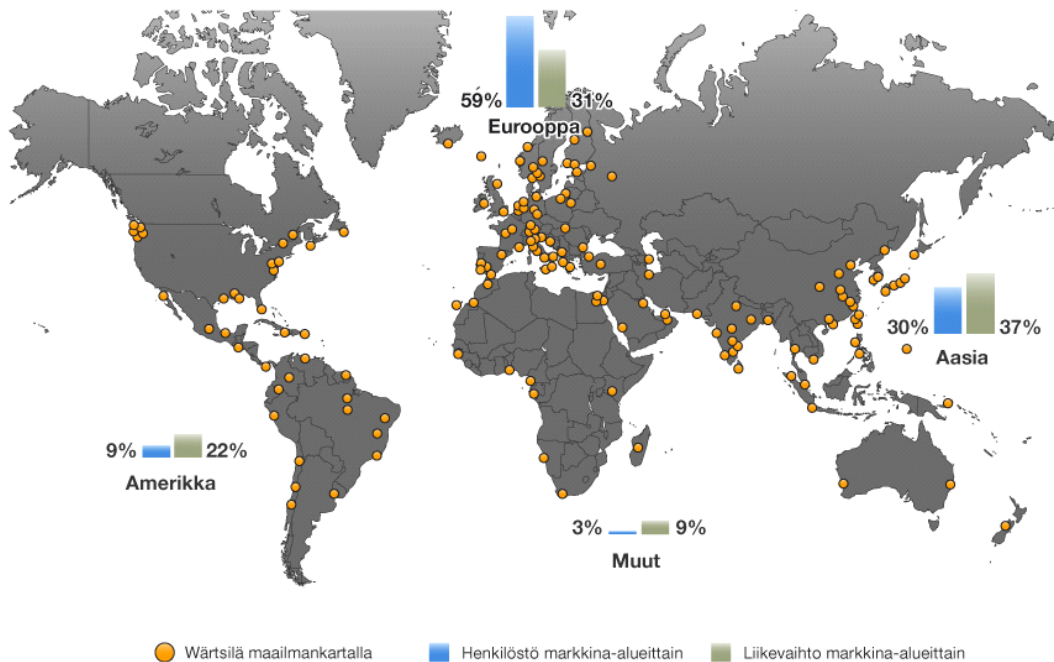 59% 31%
Eurooppa
30% 37%
Aasia
9% 22%
Amerikka
3% 9%
Muut
Wärtsilä maailmankartalla Henkilöstö markkina-alueittain Liikevaihto markkina-alueittain